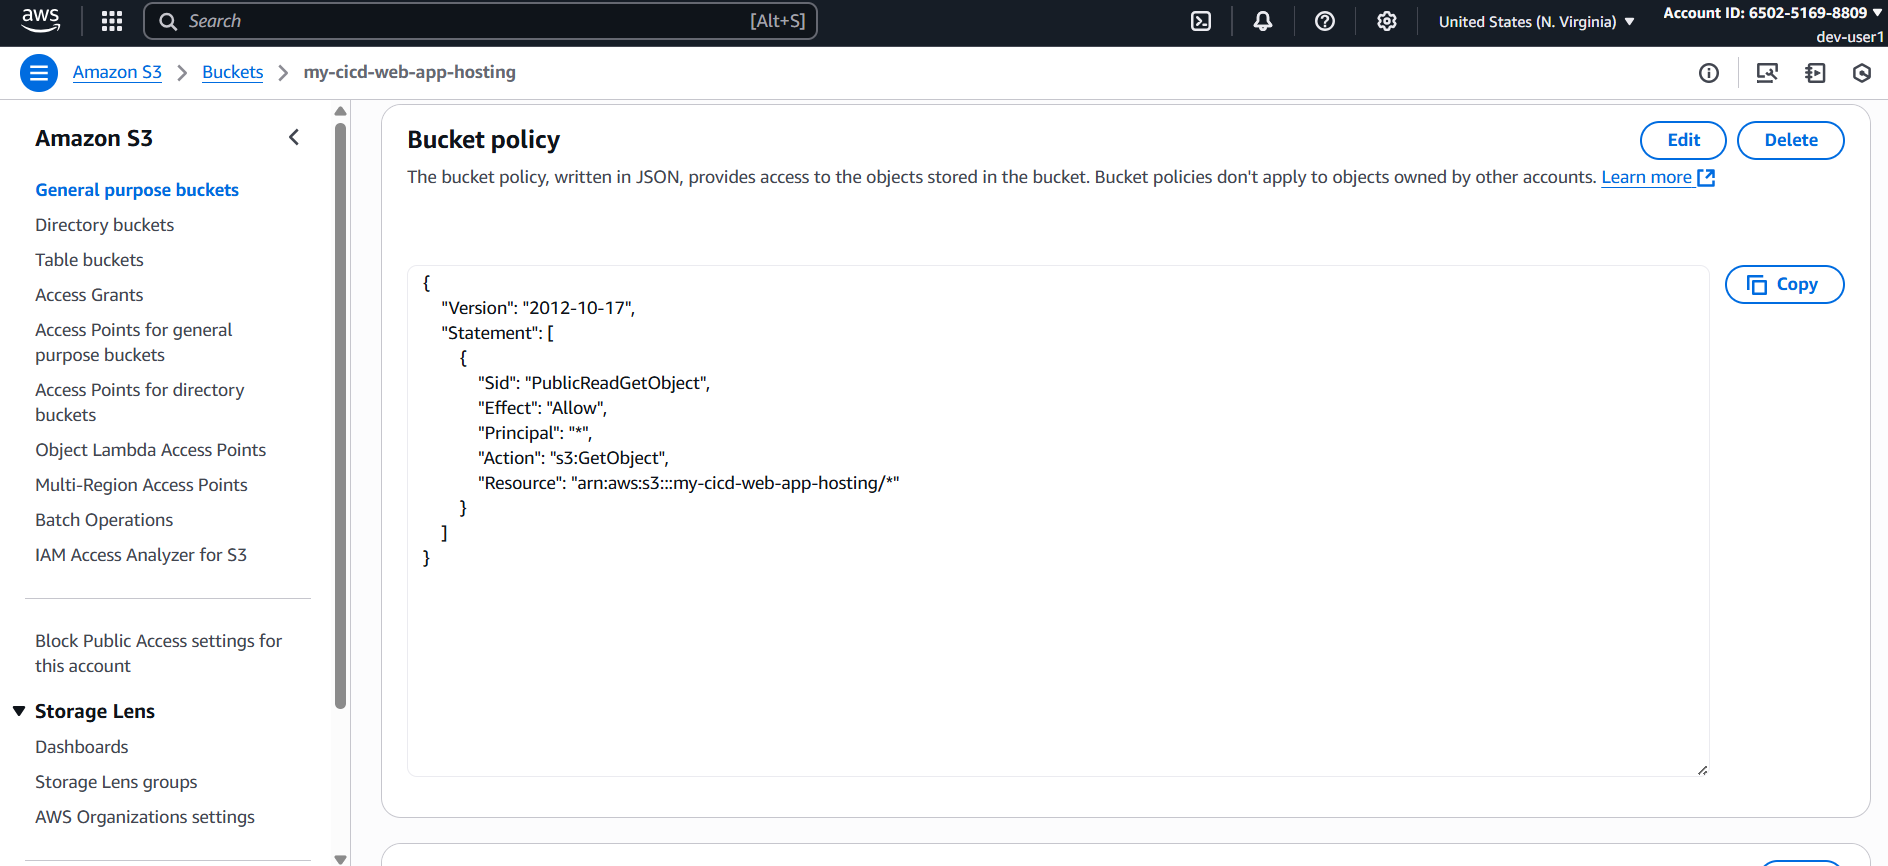 aws
Search
[Alt+S]
United States (N. Virginia)
Account ID: 6502-5169-8809
dev-user1
Amazon S3
Buckets
my-cicd-web-app-hosting
Amazon S3
General purpose buckets
Directory buckets
Table buckets
Access Grants
Access Points for general
purpose buckets
Access Points for directory
buckets
Object Lambda Access Points
Multi-Region Access Points
Batch Operations
IAM Access Analyzer for S3
Block Public Access settings for
this account
Storage Lens
Dashboards
Storage Lens groups
AWS Organizations settings
Bucket policy
Edit
Delete
The bucket policy, written in JSON, provides access to the objects stored in the bucket. Bucket policies don't apply to objects owned by other accounts. Learn more
Copy
{
"Version": "2012-10-17",
"Statement": [
{
"Sid": "PublicReadGetObject",
"Effect": "Allow",
"Principal": "*",
"Action": "s3:GetObject",
"Resource": "arn:aws:s3:::my-cicd-web-app-hosting/*"
}
]
}